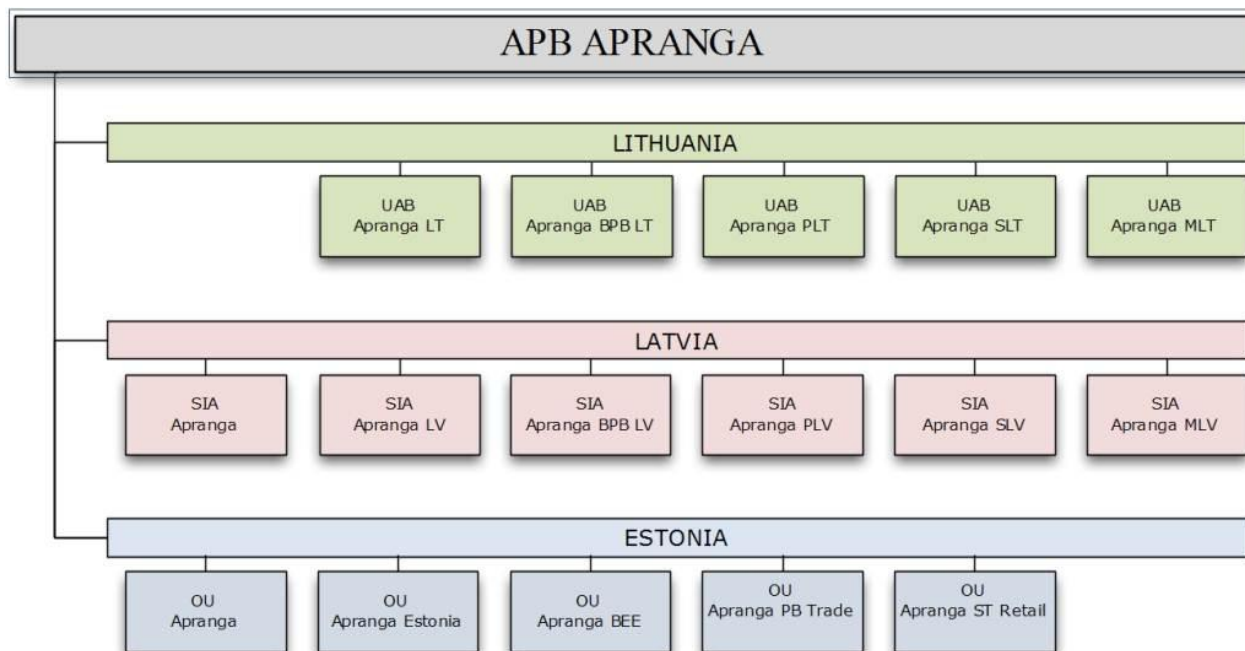 APB APRANGA
LITHUANIA
UAB
Apranga LT
UAB
Apranga BPB LT
UAB
Apranga PLT
UAB
Apranga SLT
UAB
Apranga MLT
LATVIA
SIA
Apranga
SIA
Apranga LV
SIA
Apranga BPB LV
SIA
Apranga PLV
SIA
Apranga SLV
SIA
Apranga MLV
ESTONIA
OU
Apranga
OU
Apranga Estonia
OU
Apranga BEE
OU
Apranga PB Trade
OU
Apranga ST Retail